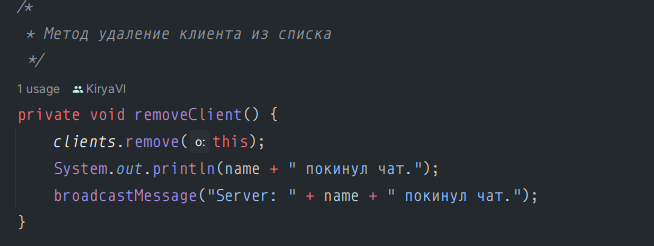 /*
* Метод удаление клиента из списка
*/
1 usage KiryaVI
private void removeClient() {
clients.remove( o: this);
System.out.println(name + " покинул чат.");
broadcastMessage("Server: " + name + " покинул чат.");
}